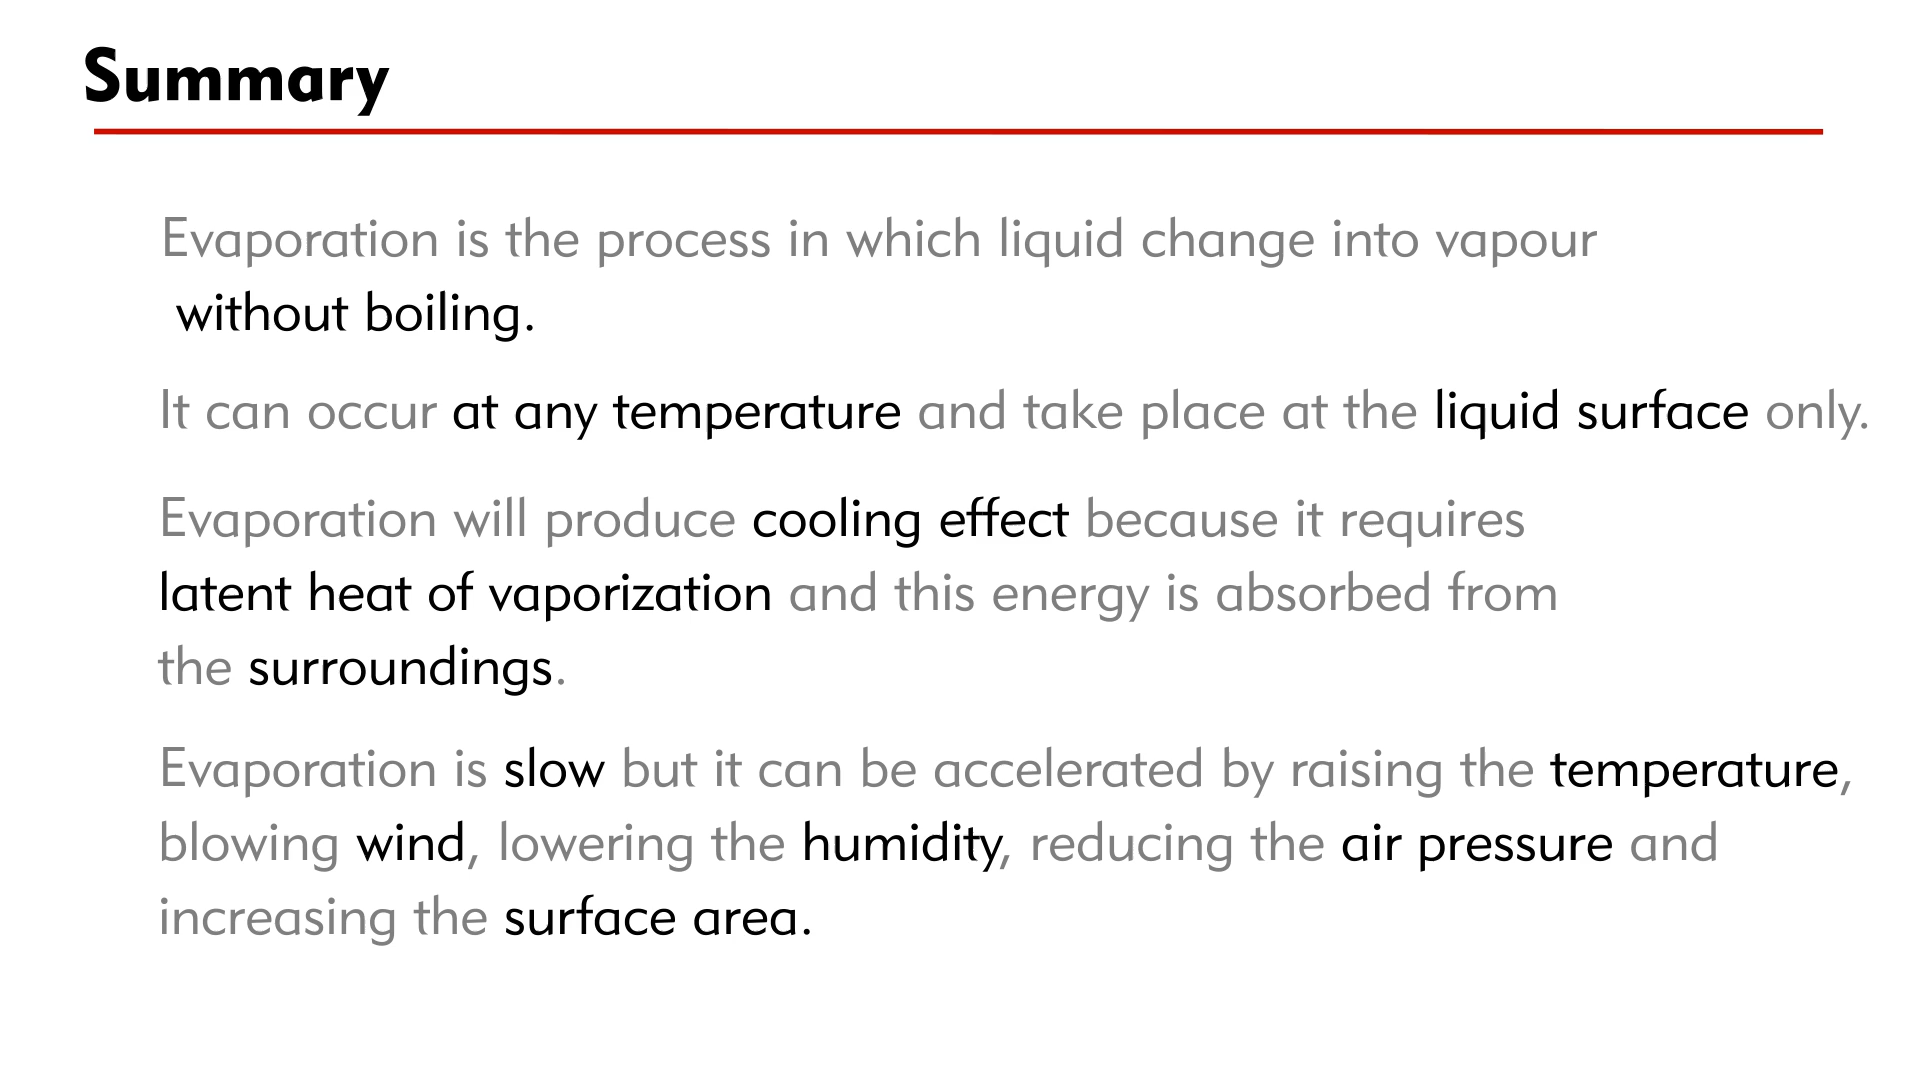 Summary
Evaporation is the process in which liquid change into vapour
without boiling.
It can occur at any temperature and take place at the liquid surface only.
Evaporation will produce cooling effect because it requires
latent heat of vaporization and this energy is absorbed from
the surroundings.
Evaporation is slow but it can be accelerated by raising the temperature,
blowing wind, lowering the humidity, reducing the air pressure and
increasing the surface area.